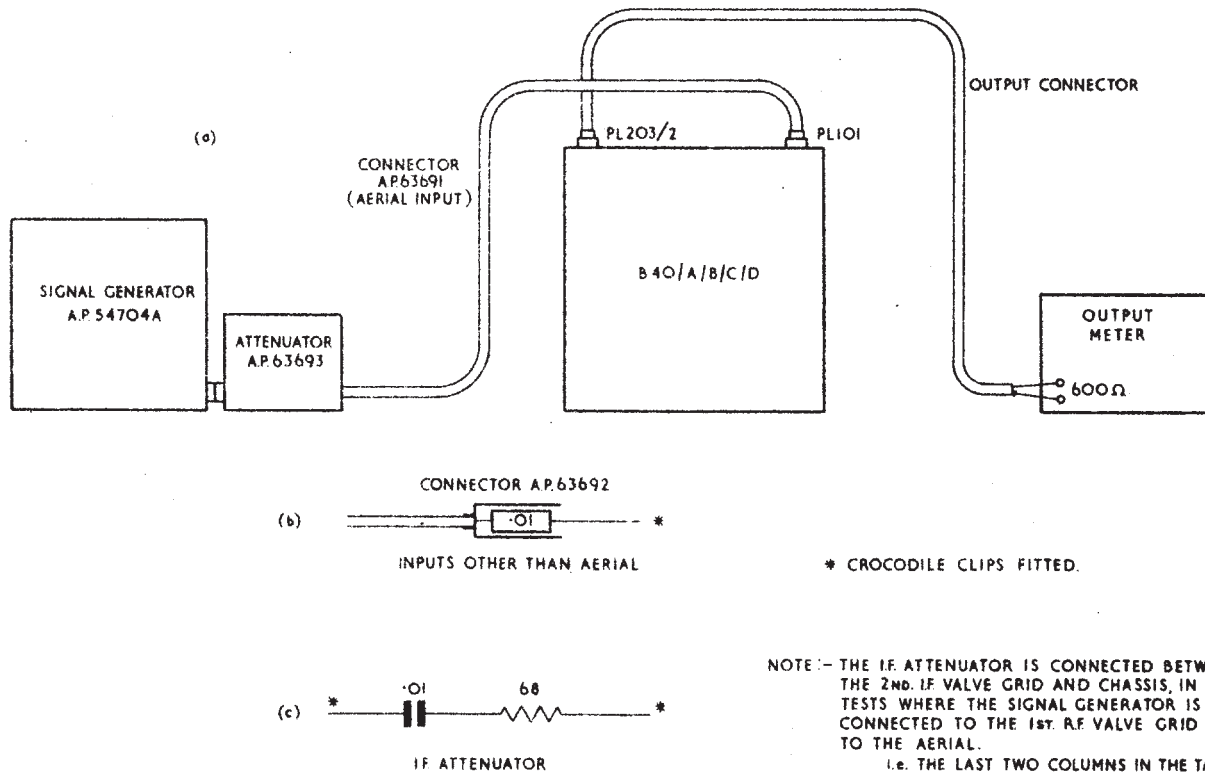 OUTPUT CONNECTOR
(a)
PL203/2
PL101
CONNECTOR
A.P.63691
(AERIAL INPUT)
B40/A/B/C/D
SIGNAL GENERATOR
A.P. 54704A
ATTENUATOR
A.P. 63693
OUTPUT
METER
600Ω
CONNECTOR A.P. 63692
(b)
·01
*
INPUTS OTHER THAN AERIAL
* CROCODILE CLIPS FITTED.
NOTE:- THE I.F. ATTENUATOR IS CONNECTED BETW
THE 2ND. I.F. VALVE GRID AND CHASSIS, IN
TESTS WHERE THE SIGNAL GENERATOR IS
CONNECTED TO THE 1ST. R.F. VALVE GRID
TO THE AERIAL.
i.e. THE LAST TWO COLUMNS IN THE TA
(c)
*
·01
68
*
I.F. ATTENUATOR